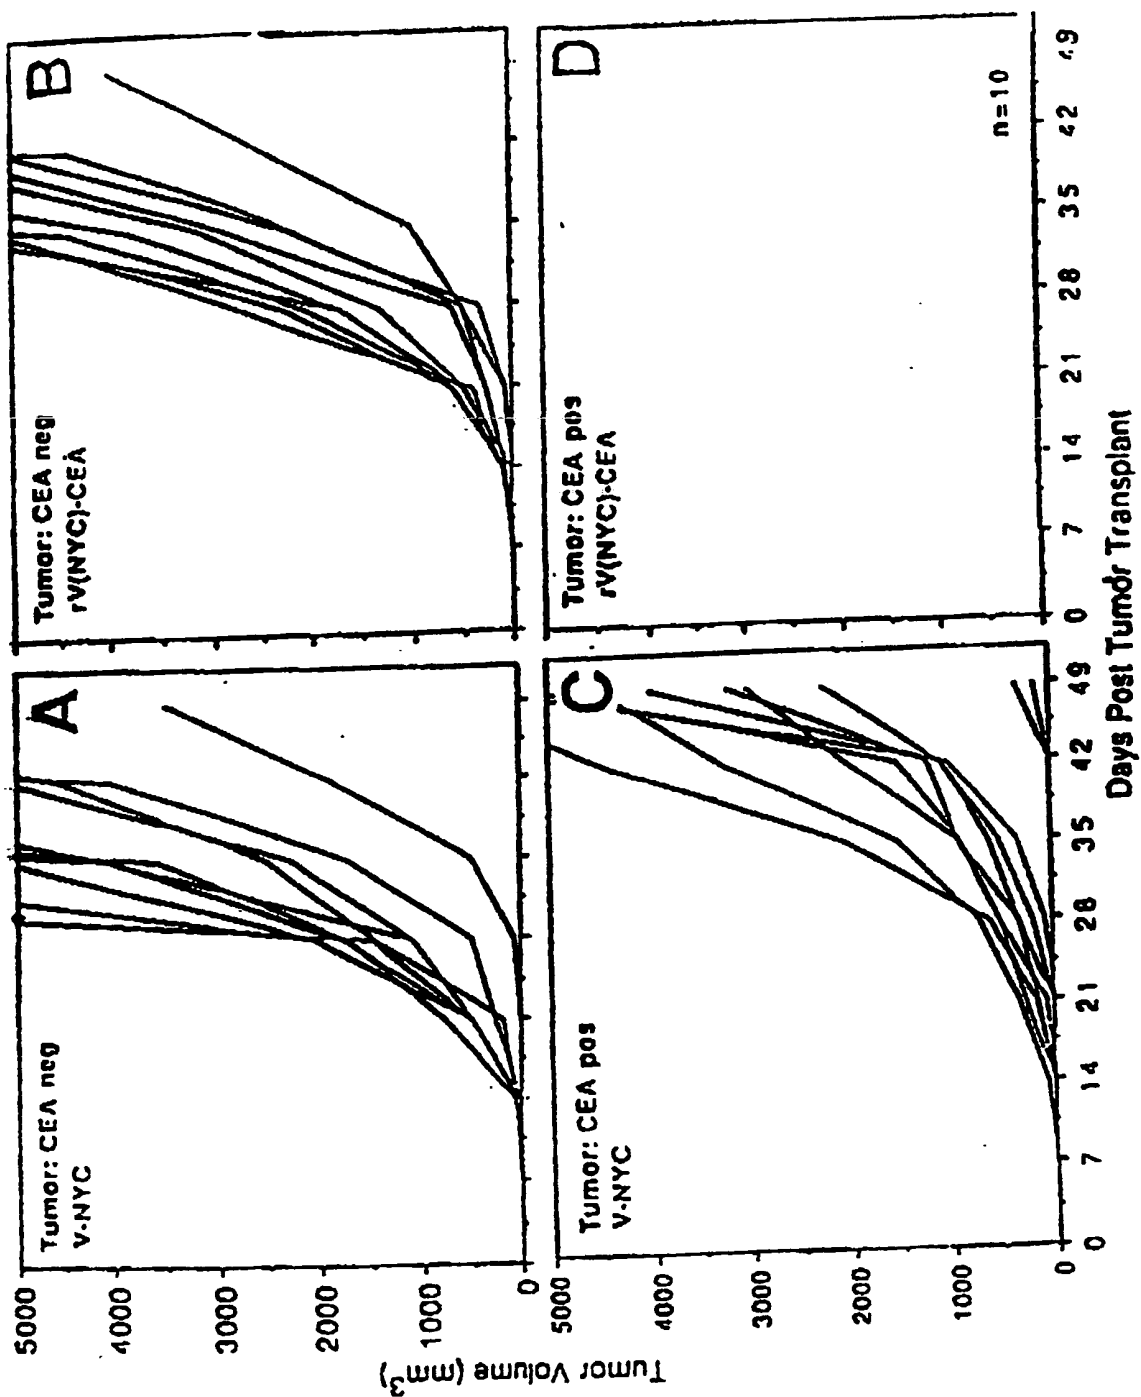 A
Tumor: CEA neg
V-NYC
B
Tumor: CEA neg
rV(NYC)-CEA
5000
4000
3000
2000
1000
0
Tumor Volume (mm³)
C
Tumor: CEA pos
V-NYC
D
Tumor: CEA pos
rV(NYC)-CEA
n=10
5000
4000
3000
2000
1000
0
0 7 14 21 28 35 42 49
0 7 14 21 28 35 42 49
Days Post Tumor Transplant